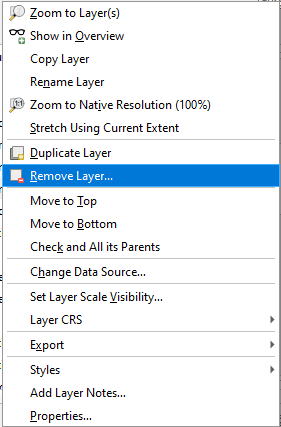 Zoom to Layer(s)
Show in Overview
Copy Layer
Rename Layer
Zoom to Native Resolution (100%)
Stretch Using Current Extent
Duplicate Layer
Remove Layer...
Move to Top
Move to Bottom
Check and All its Parents
Change Data Source...
Set Layer Scale Visibility...
Layer CRS
Export
Styles
Add Layer Notes...
Properties...